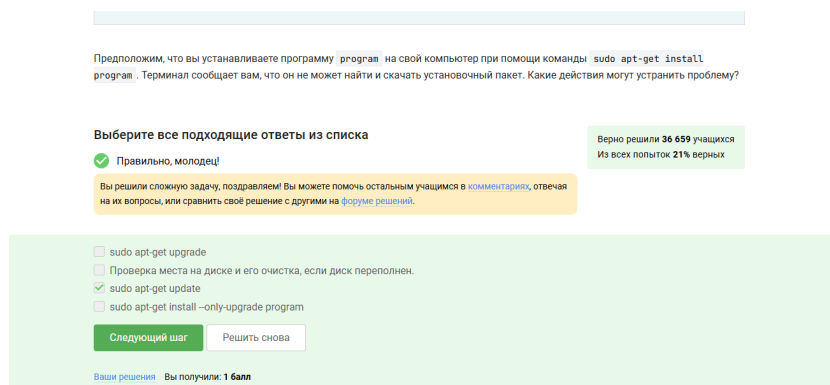 Предположим, что вы устанавливаете программу program на свой компьютер при помощи команды sudo apt-get install
program. Терминал сообщает вам, что он не может найти и скачать установочный пакет. Какие действия могут устранить проблему?
Выберите все подходящие ответы из списка
Верно решили 36 659 учащихся
Из всех попыток 21% верных
Правильно, молодец!
Вы решили сложную задачу, поздравляем! Вы можете помочь остальным учащимся в комментариях, отвечая
на их вопросы, или сравнить своё решение с другими на форуме решений.
sudo apt-get upgrade
Проверка места на диске и его очистка, если диск переполнен.
sudo apt-get update
sudo apt-get install --only-upgrade program
Следующий шаг Решить снова
Ваши решения Вы получили: 1 балл